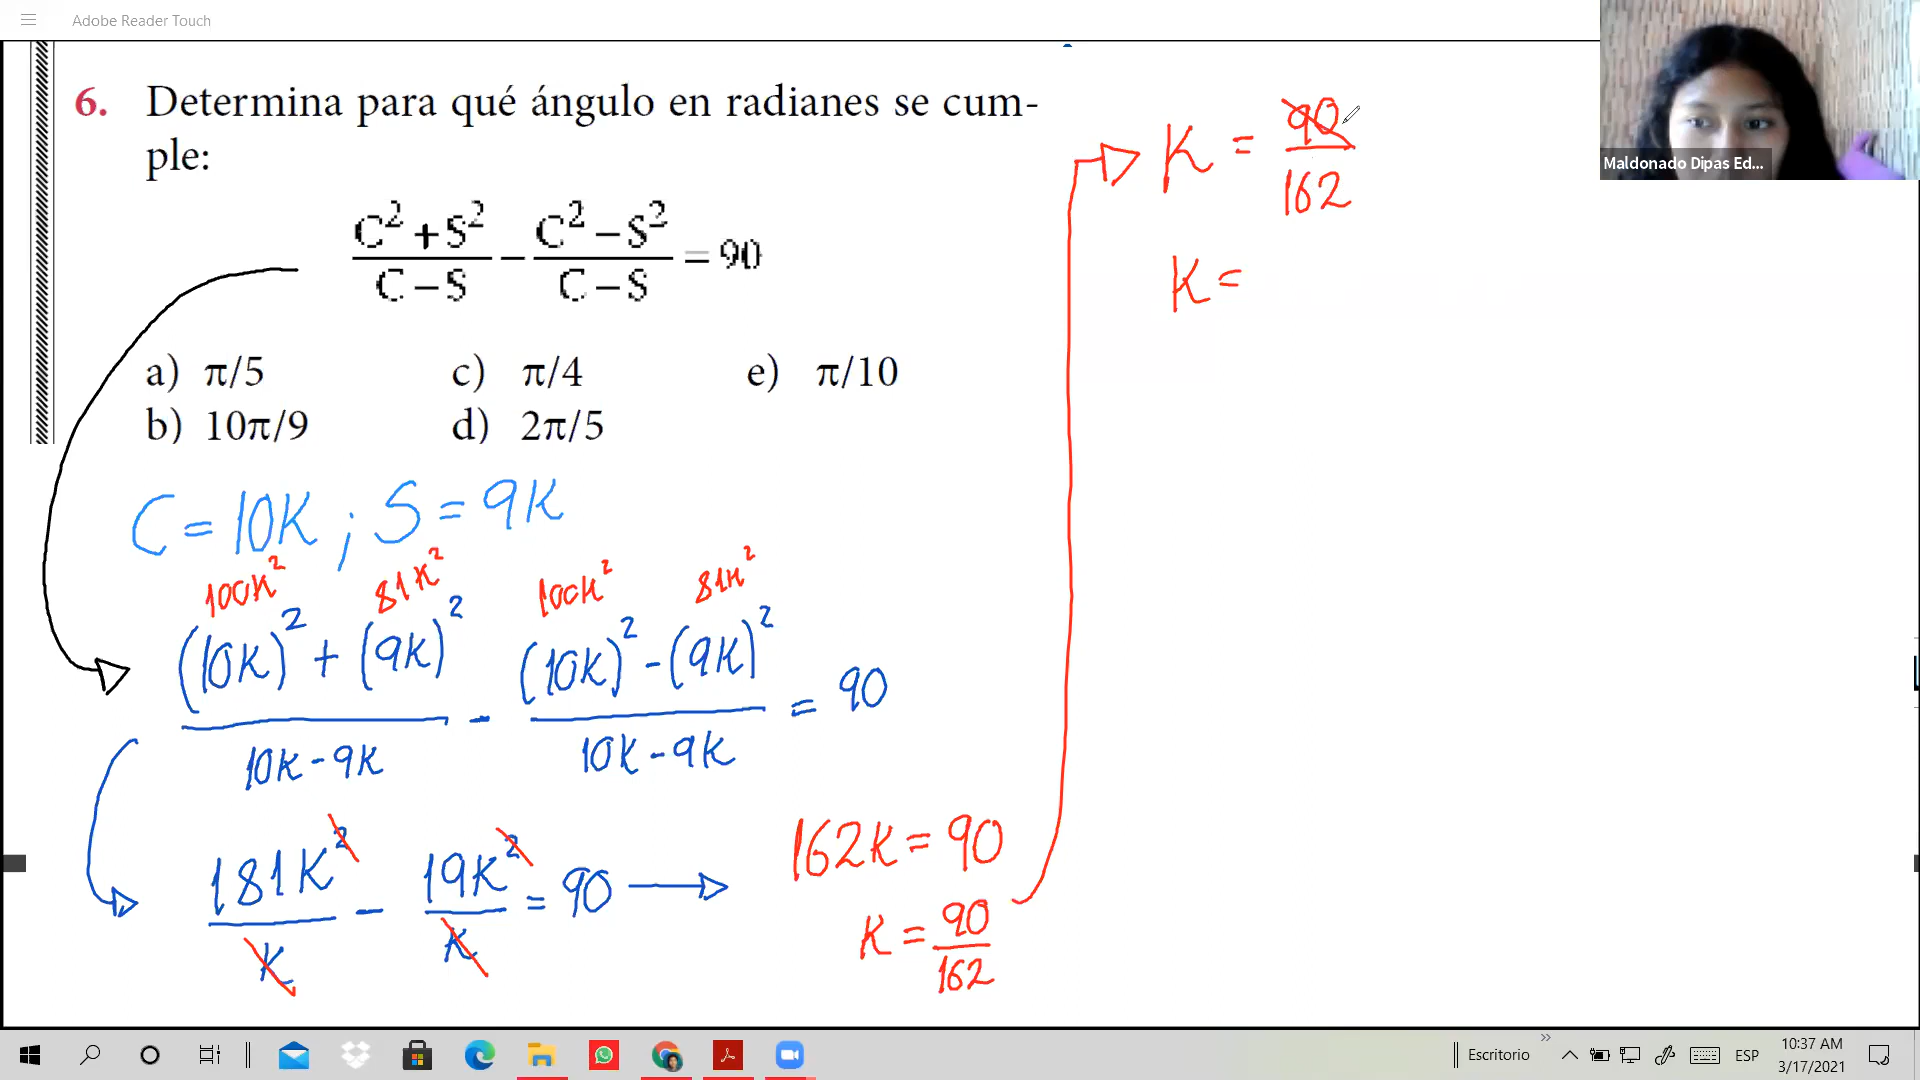 Adobe Reader Touch
6. Determina para qué ángulo en radianes se cum-
ple:
C² + S² / C – S – C² – S² / C – S = 90
a) π/5 c) π/4 e) π/10
b) 10π/9 d) 2π/5
C = 10K ; S = 9K
100K² 81K² 100K² 81K²
(10K)² + (9K)² / 10K - 9K - (10K)² - (9K)² / 10K - 9K = 90
181K² / K - 19K² / K = 90
162K = 90
K = 90 / 162
K = 90 / 162
K =
Maldonado Dipas Ed...
Escritorio
ESP
10:37 AM
3/17/2021